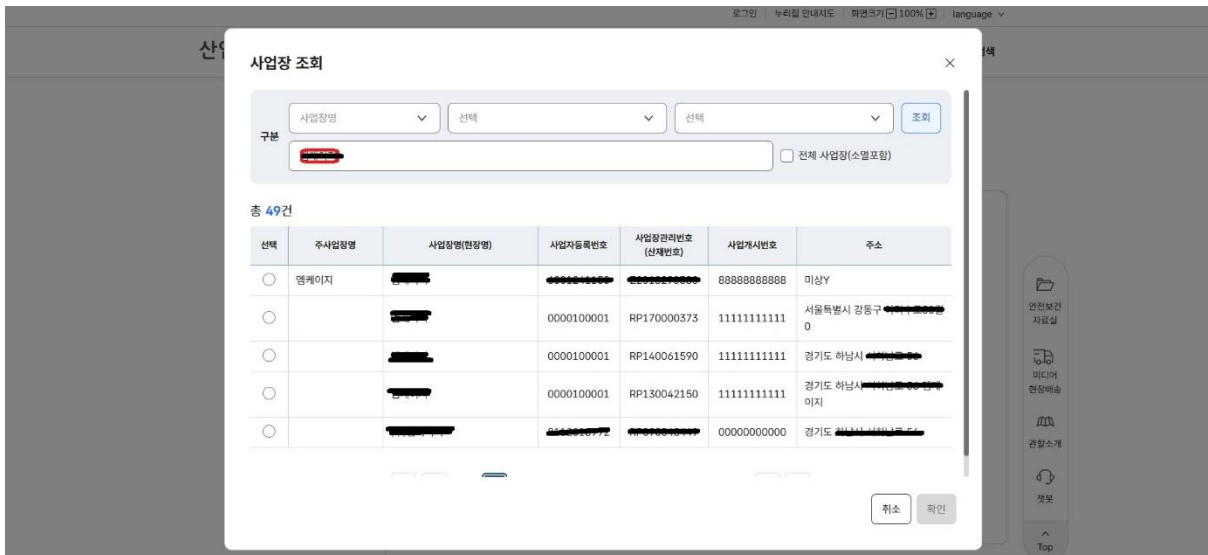 로그인 누리집 안내지도 화면크기 - 100% + language
산업
검색
사업장 조회
구분 사업장명 선택 선택 조회
전체 사업장(소멸포함)
총 49건
선택 주사업장명 사업장명(현장명) 사업자등록번호 사업장관리번호 (산재번호) 사업개시번호 주소
엠케이지 88888888888 미상Y
0000100001 RP170000373 11111111111 서울특별시 강동구
0
0000100001 RP140061590 11111111111 경기도 하남시
0000100001 RP130042150 11111111111 경기도 하남시
이지
00000000000 경기도
취소 확인
안전보건
자료실
미디어
현장배송
관할소개
챗봇
Top